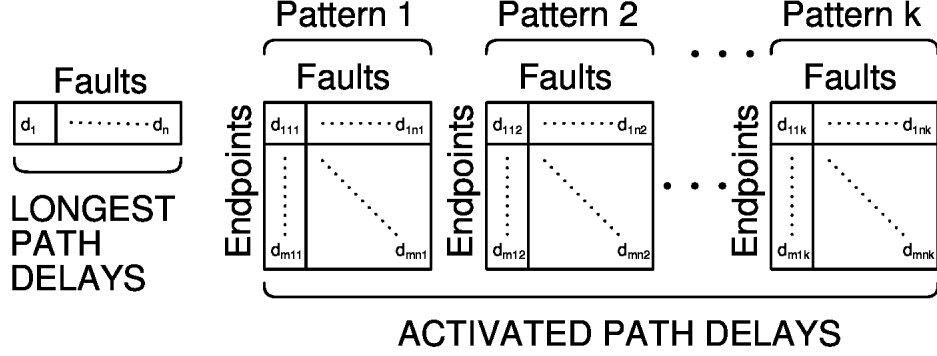 Pattern 1 Pattern 2 Pattern k
Faults Faults Faults Faults
Endpoints Endpoints Endpoints
d1 dn d111 d1n1 d112 d1n2 d11k d1nk
LONGEST
PATH
DELAYS
dm11 dmn1 dm12 dmn2 dm1k dmnk
ACTIVATED PATH DELAYS